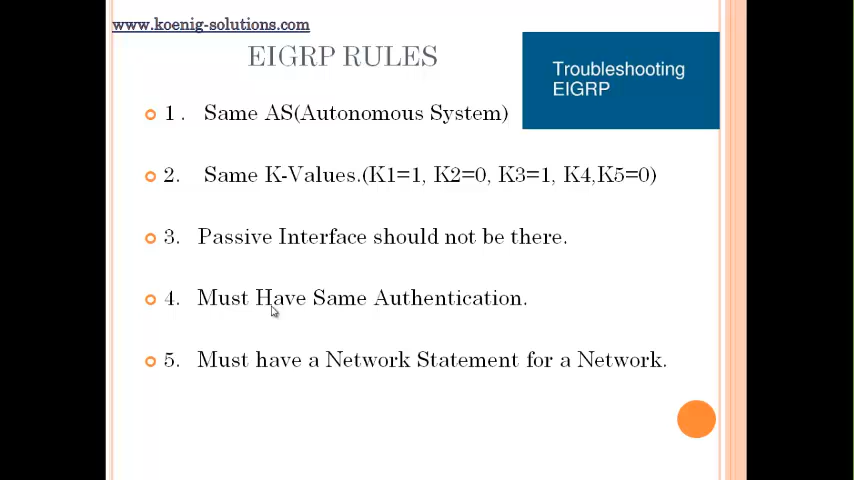 www.koenig-solutions.com
EIGRP RULES
Troubleshooting
EIGRP
1. Same AS(Autonomous System)
2. Same K-Values.(K1=1, K2=0, K3=1, K4,K5=0)
3. Passive Interface should not be there.
4. Must Have Same Authentication.
5. Must have a Network Statement for a Network.